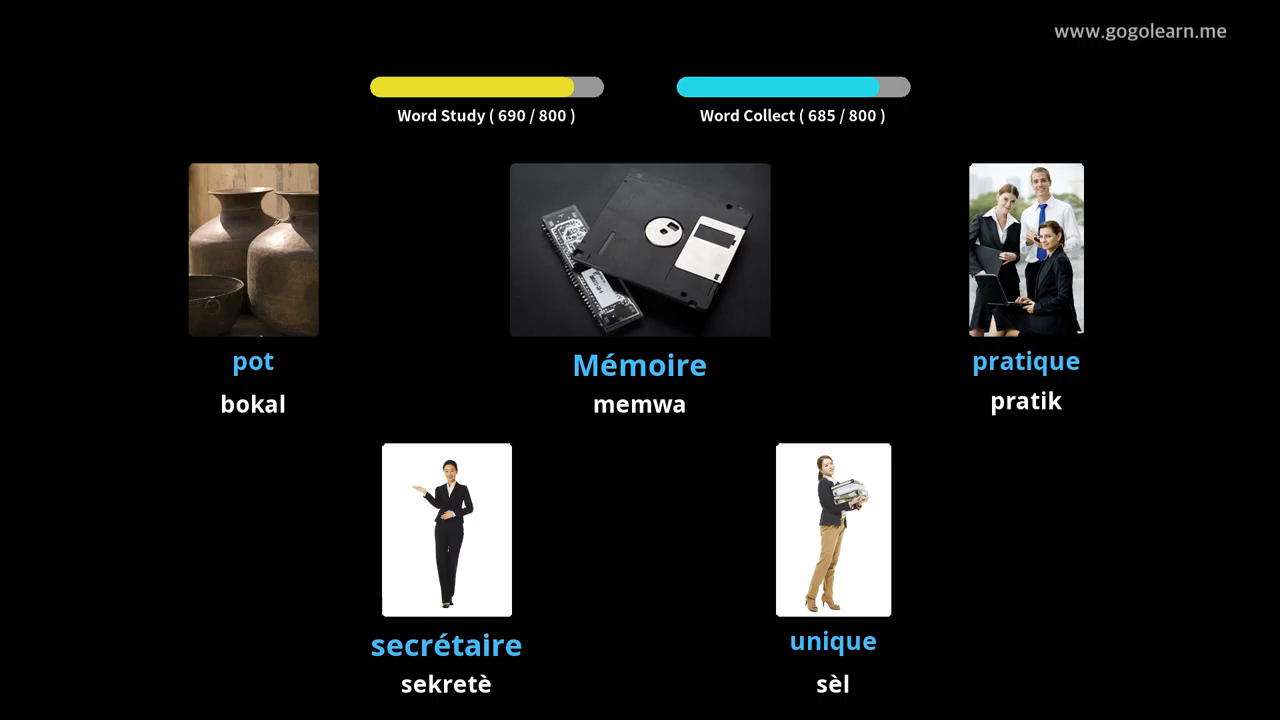 www.gogolearn.me
Word Study ( 690 / 800 )
Word Collect ( 685 / 800 )
pot
Mémoire
pratique
bokal
memwa
pratik
secrétaire
unique
sekretè
sèl